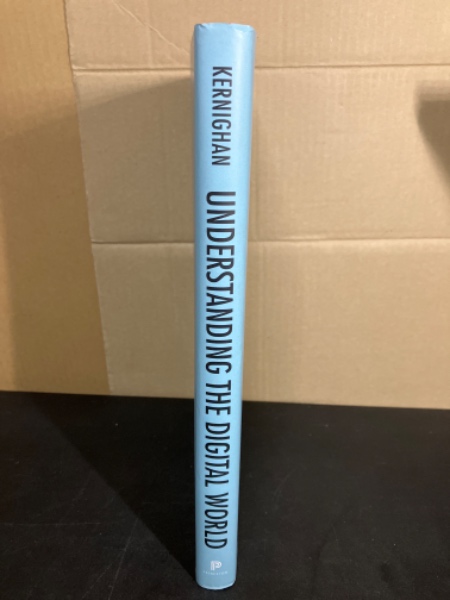 KERNIGHAN
UNDERSTANDING THE DIGITAL WORLD